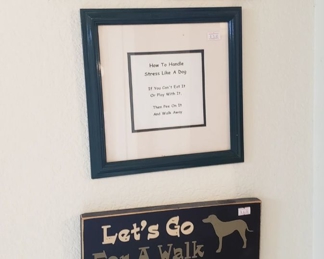 How To Handle
Stress Like A Dog
If You Can't Eat It
Or Play With It,
Then Pee On It
And Walk Away.
Let's Go
For A Walk